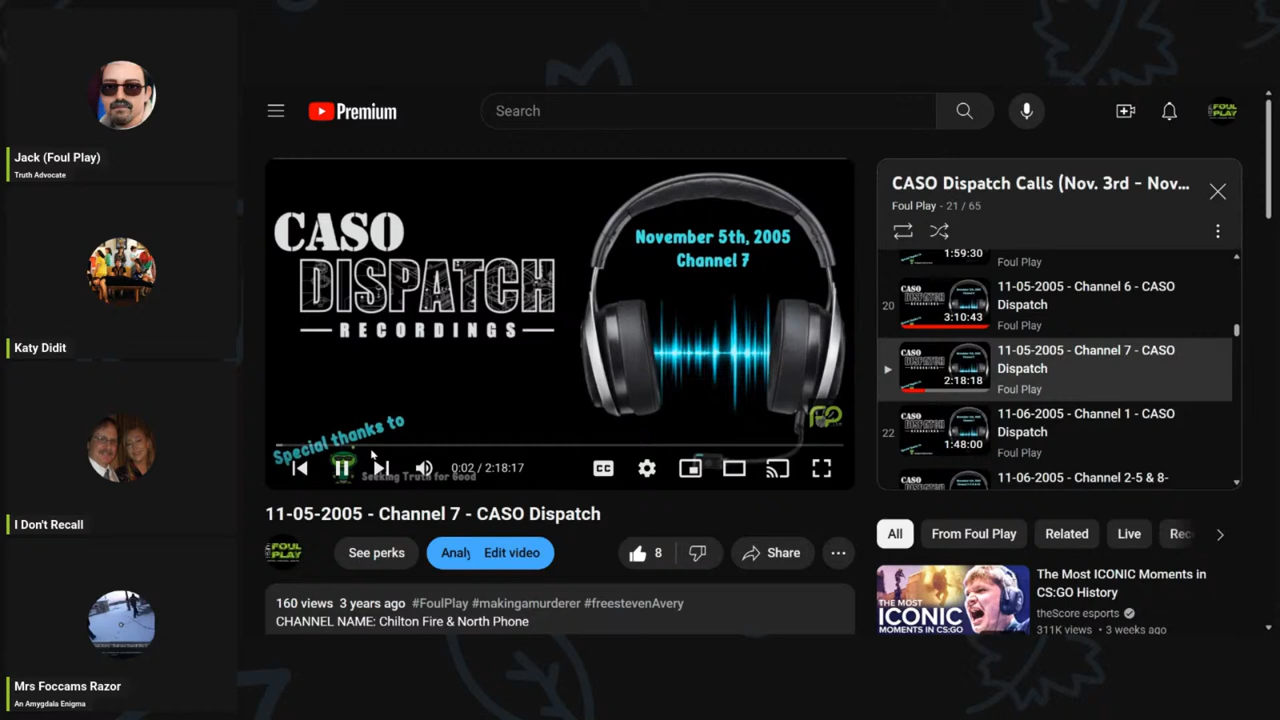 Jack (Foul Play)
Truth Advocate
Katy Didit
I Don't Recall
Mrs Foccams Razor
An Amygdala Enigma
Premium
Search
FOUL PLAY
CASO
DISPATCH
RECORDINGS
November 5th, 2005
Channel 7
FP
Special thanks to
Seeking Truth for Good
0:02 / 2:18:17
CC
11-05-2005 - Channel 7 - CASO Dispatch
FOUL PLAY
See perks
Analy
Edit video
8
Share
160 views 3 years ago #FoulPlay #makingamurderer #freestevenAvery
CHANNEL NAME: Chilton Fire & North Phone
CASO Dispatch Calls (Nov. 3rd - Nov...
Foul Play - 21 / 65
1:59:30
Foul Play
20
3:10:43
11-05-2005 - Channel 6 - CASO
Dispatch
Foul Play
2:18:18
11-05-2005 - Channel 7 - CASO
Dispatch
Foul Play
22
1:48:00
11-06-2005 - Channel 1 - CASO
Dispatch
Foul Play
11-06-2005 - Channel 2-5 & 8-
All
From Foul Play
Related
Live
Rec
THE MOST
ICONIC
MOMENTS IN CS:GO
The Most ICONIC Moments in
CS:GO History
theScore esports
311K views • 3 weeks ago